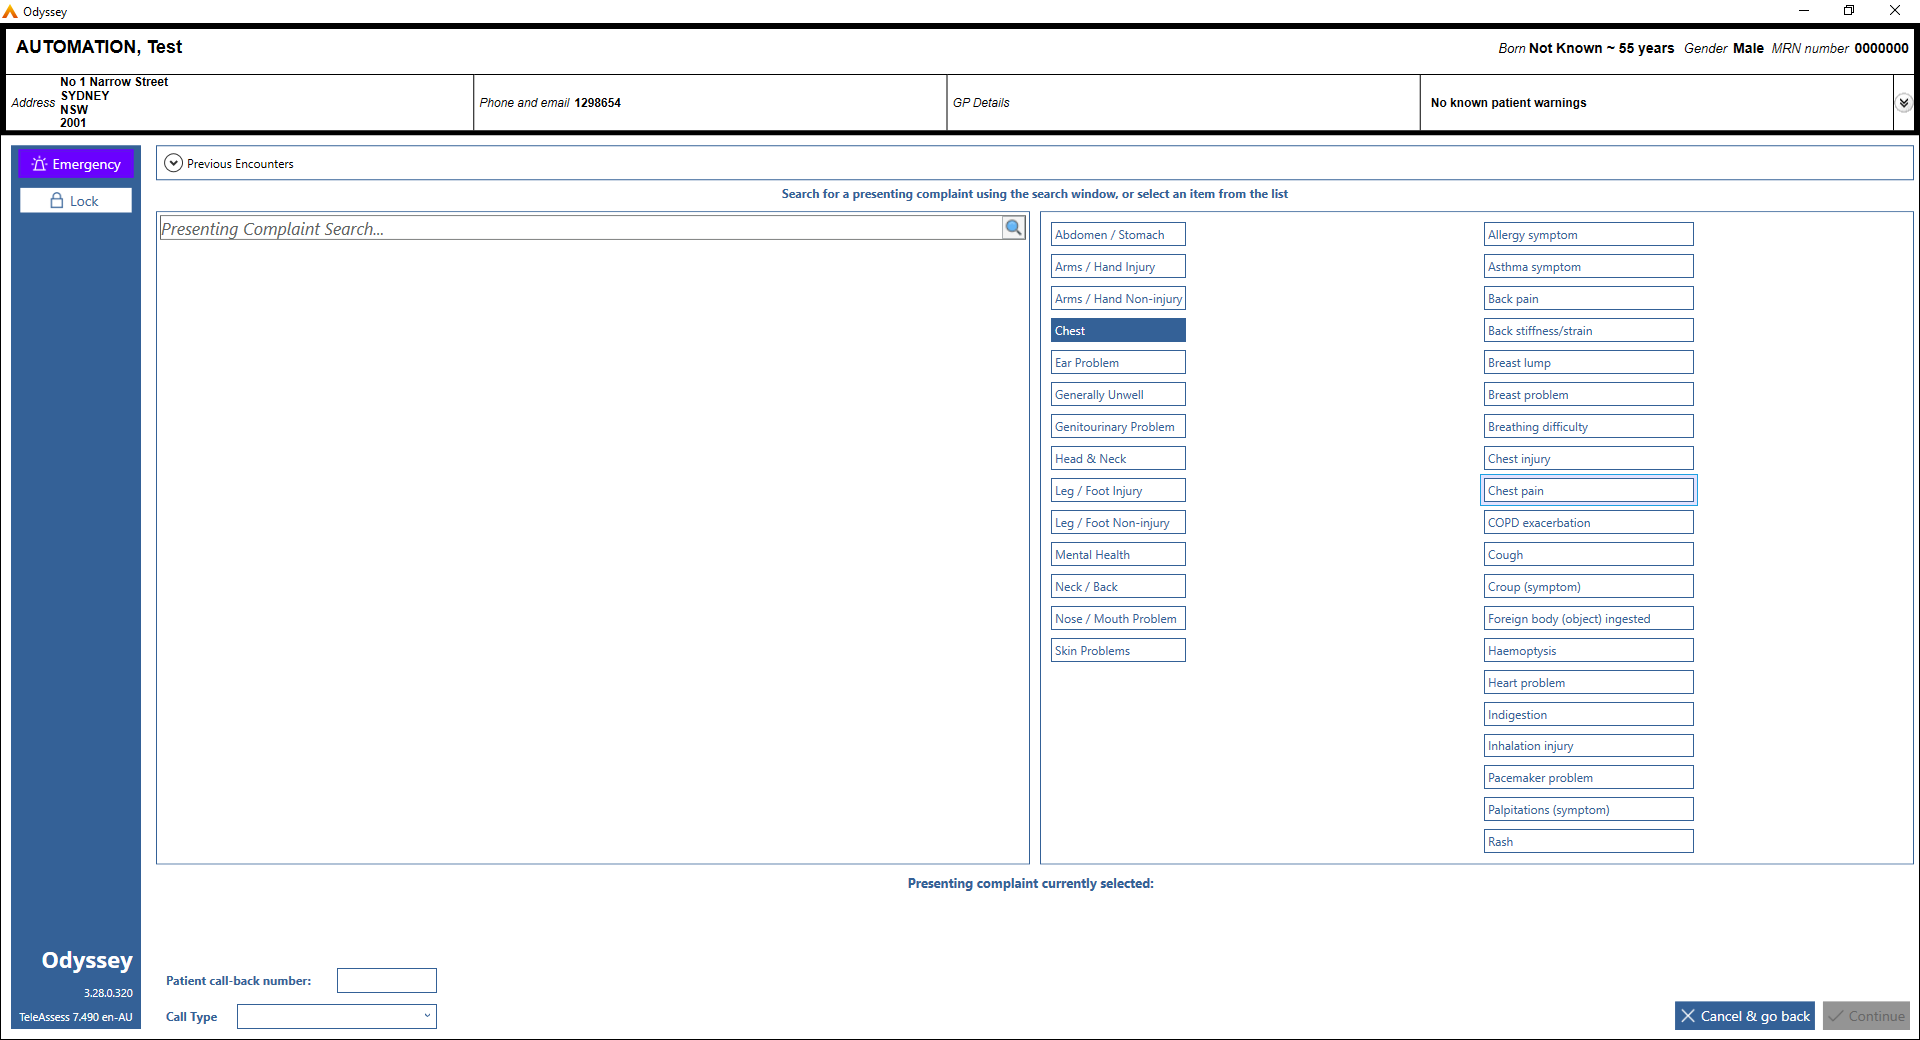 Odyssey
AUTOMATION, Test
Born Not Known ~ 55 years Gender Male MRN number 0000000
Address
No 1 Narrow Street
SYDNEY
NSW
2001
Phone and email 1298654
GP Details
No known patient warnings
Emergency
Lock
Previous Encounters
Search for a presenting complaint using the search window, or select an item from the list
Presenting Complaint Search...
Abdomen / Stomach
Arms / Hand Injury
Arms / Hand Non-injury
Chest
Ear Problem
Generally Unwell
Genitourinary Problem
Head & Neck
Leg / Foot Injury
Leg / Foot Non-injury
Mental Health
Neck / Back
Nose / Mouth Problem
Skin Problems
Allergy symptom
Asthma symptom
Back pain
Back stiffness/strain
Breast lump
Breast problem
Breathing difficulty
Chest injury
Chest pain
COPD exacerbation
Cough
Croup (symptom)
Foreign body (object) ingested
Haemoptysis
Heart problem
Indigestion
Inhalation injury
Pacemaker problem
Palpitations (symptom)
Rash
Presenting complaint currently selected:
Odyssey
3.28.0.320
TeleAssess 7.490 en-AU
Patient call-back number:
Call Type
Cancel & go back
Continue